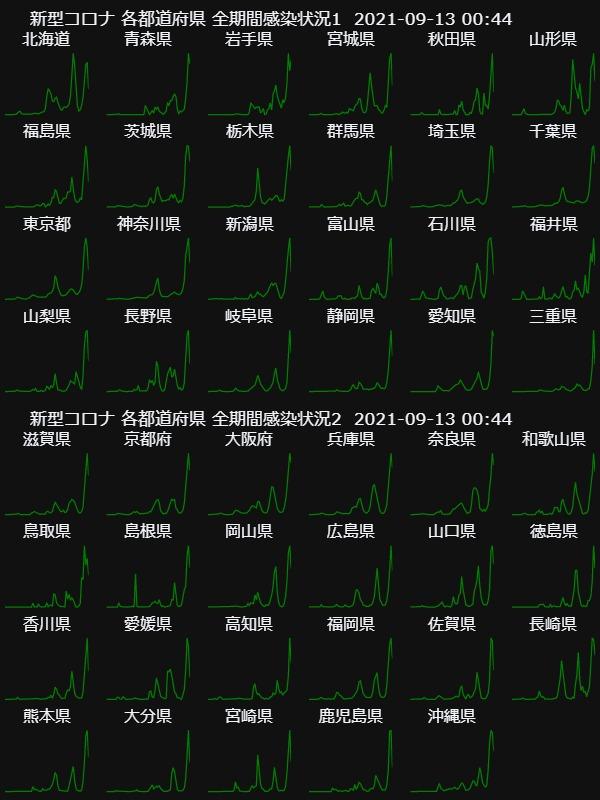 新型コロナ 各都道府県 全期間感染状況1 2021-09-13 00:44
北海道 青森県 岩手県 宮城県 秋田県 山形県
福島県 茨城県 栃木県 群馬県 埼玉県 千葉県
東京都 神奈川県 新潟県 富山県 石川県 福井県
山梨県 長野県 岐阜県 静岡県 愛知県 三重県
新型コロナ 各都道府県 全期間感染状況2 2021-09-13 00:44
滋賀県 京都府 大阪府 兵庫県 奈良県 和歌山県
鳥取県 島根県 岡山県 広島県 山口県 徳島県
香川県 愛媛県 高知県 福岡県 佐賀県 長崎県
熊本県 大分県 宮崎県 鹿児島県 沖縄県